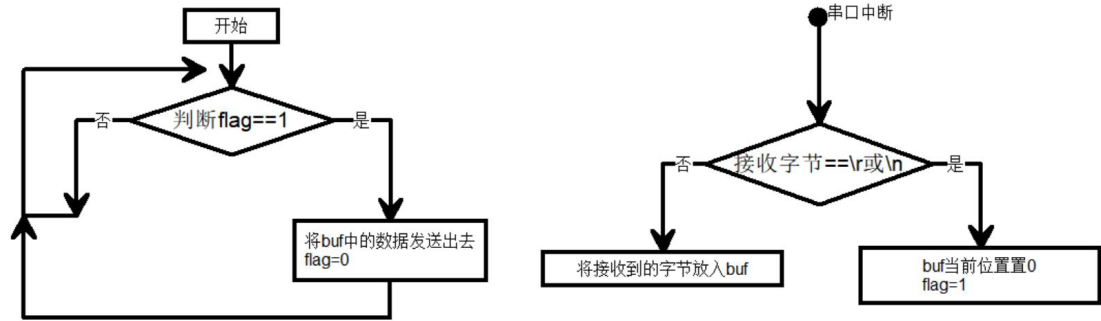 开始
判断flag==1
否
是
将buf中的数据发送出去
flag=0
串口中断
接收字节==\r或\n
否
是
将接收到的字节放入buf
buf当前位置置0
flag=1